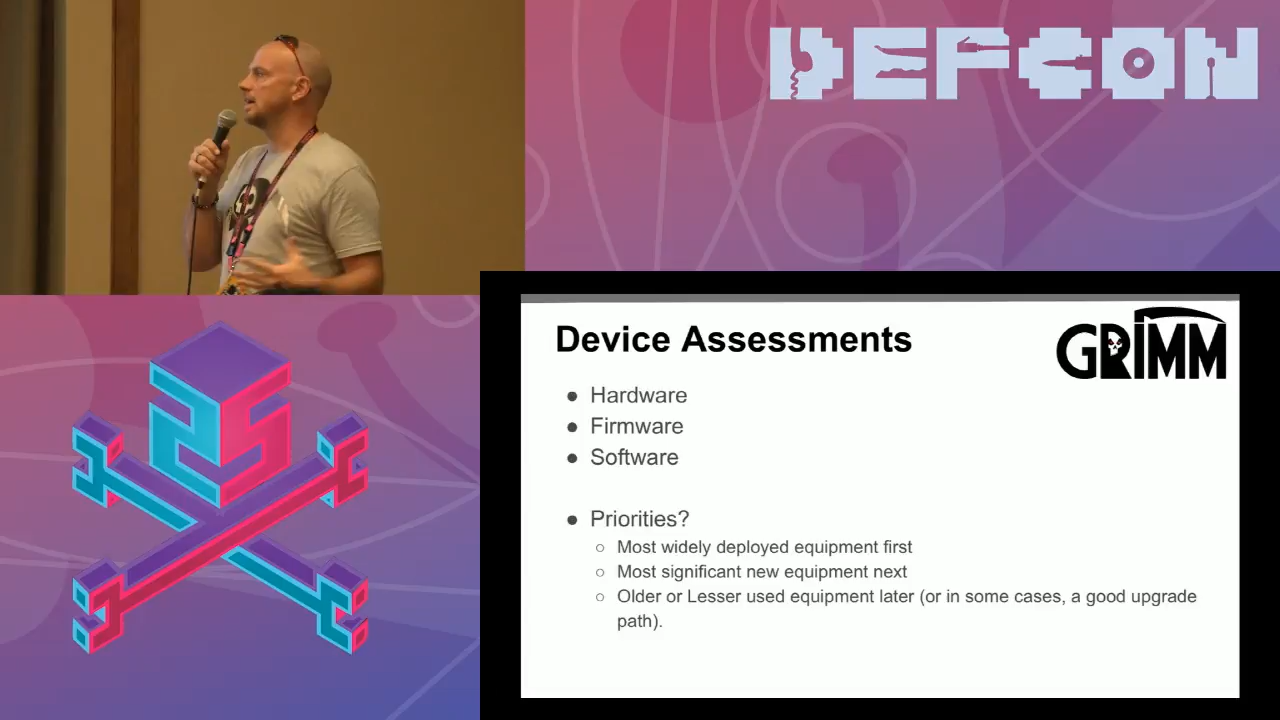 DEFCON
Device Assessments
GRIMM
● Hardware
● Firmware
● Software
● Priorities?
○ Most widely deployed equipment first
○ Most significant new equipment next
○ Older or Lesser used equipment later (or in some cases, a good upgrade
path).
25